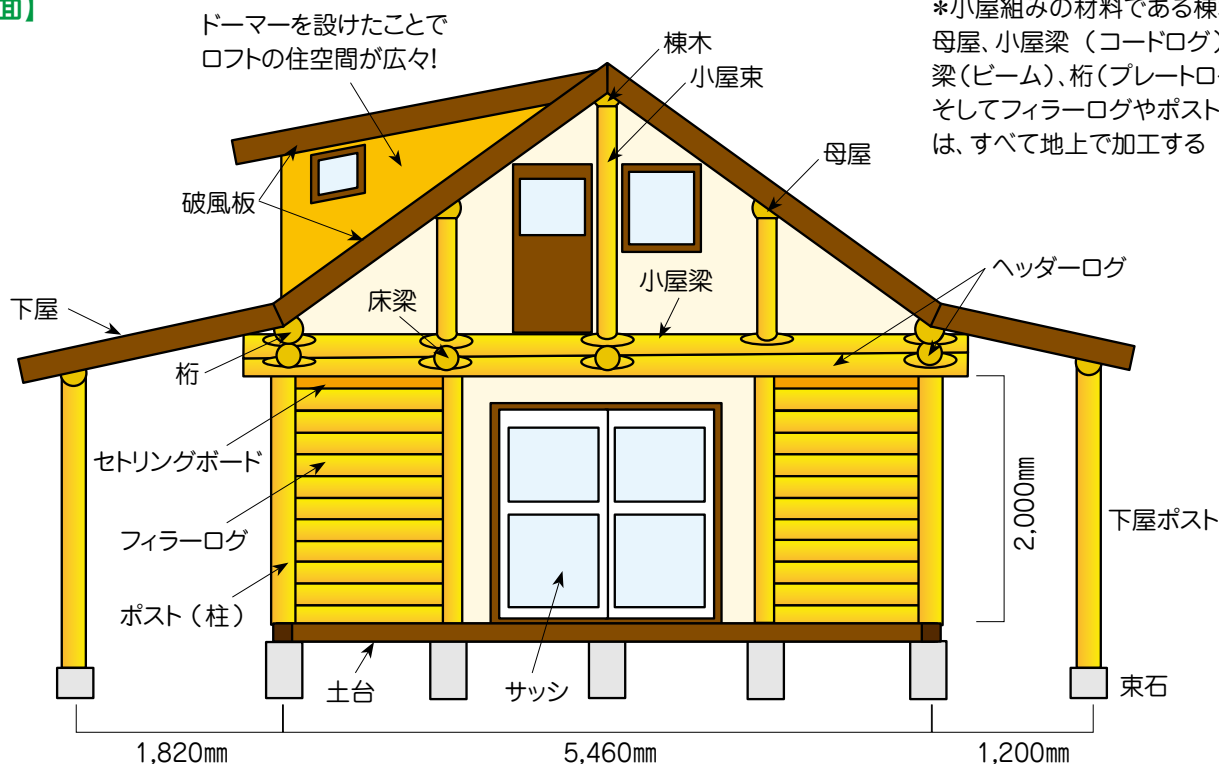 面】
ドーマーを設けたことで
ロフトの住空間が広々!
*小屋組みの材料である棟
母屋、小屋梁 （コードログ）
梁（ビーム）、桁（プレートロ
そしてフィラーログやポスト
は、すべて地上で加工する
棟木
小屋束
母屋
破風板
ヘッダーログ
小屋梁
床梁
下屋
桁
セトリングボード
フィラーログ
ポスト（柱）
2,000㎜
下屋ポスト
土台
サッシ
束石
1,820㎜
5,460㎜
1,200㎜